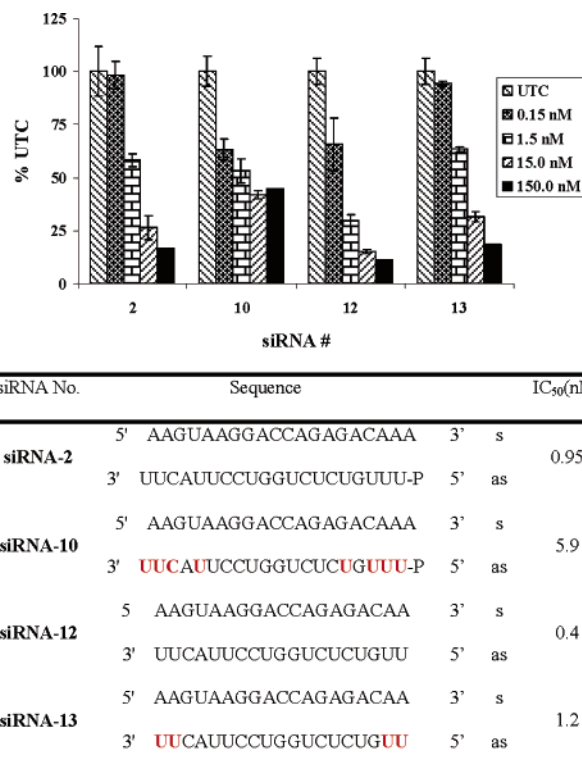 125
100
75
50
25
0
% UTC
2 10 12 13
siRNA #
UTC
0.15 nM
1.5 nM
15.0 nM
150.0 nM
siRNA No. Sequence IC50(nM
5' AAGUAAGGACCAGAGACAAA 3' s
siRNA-2 0.95
3' UUCAUUCCUGGUCUCUGUUU-P 5' as
5' AAGUAAGGACCAGAGACAAA 3' s
siRNA-10 5.9
3' UUCAUUCCUGGUCUCUGUUU-P 5' as
5 AAGUAAGGACCAGAGACAA 3' s
siRNA-12 0.4
3' UUCAUUCCUGGUCUCUGUU 5' as
5' AAGUAAGGACCAGAGACAA 3' s
siRNA-13 1.2
3' UUCAUUCCUGGUCUCUGUU 5' as